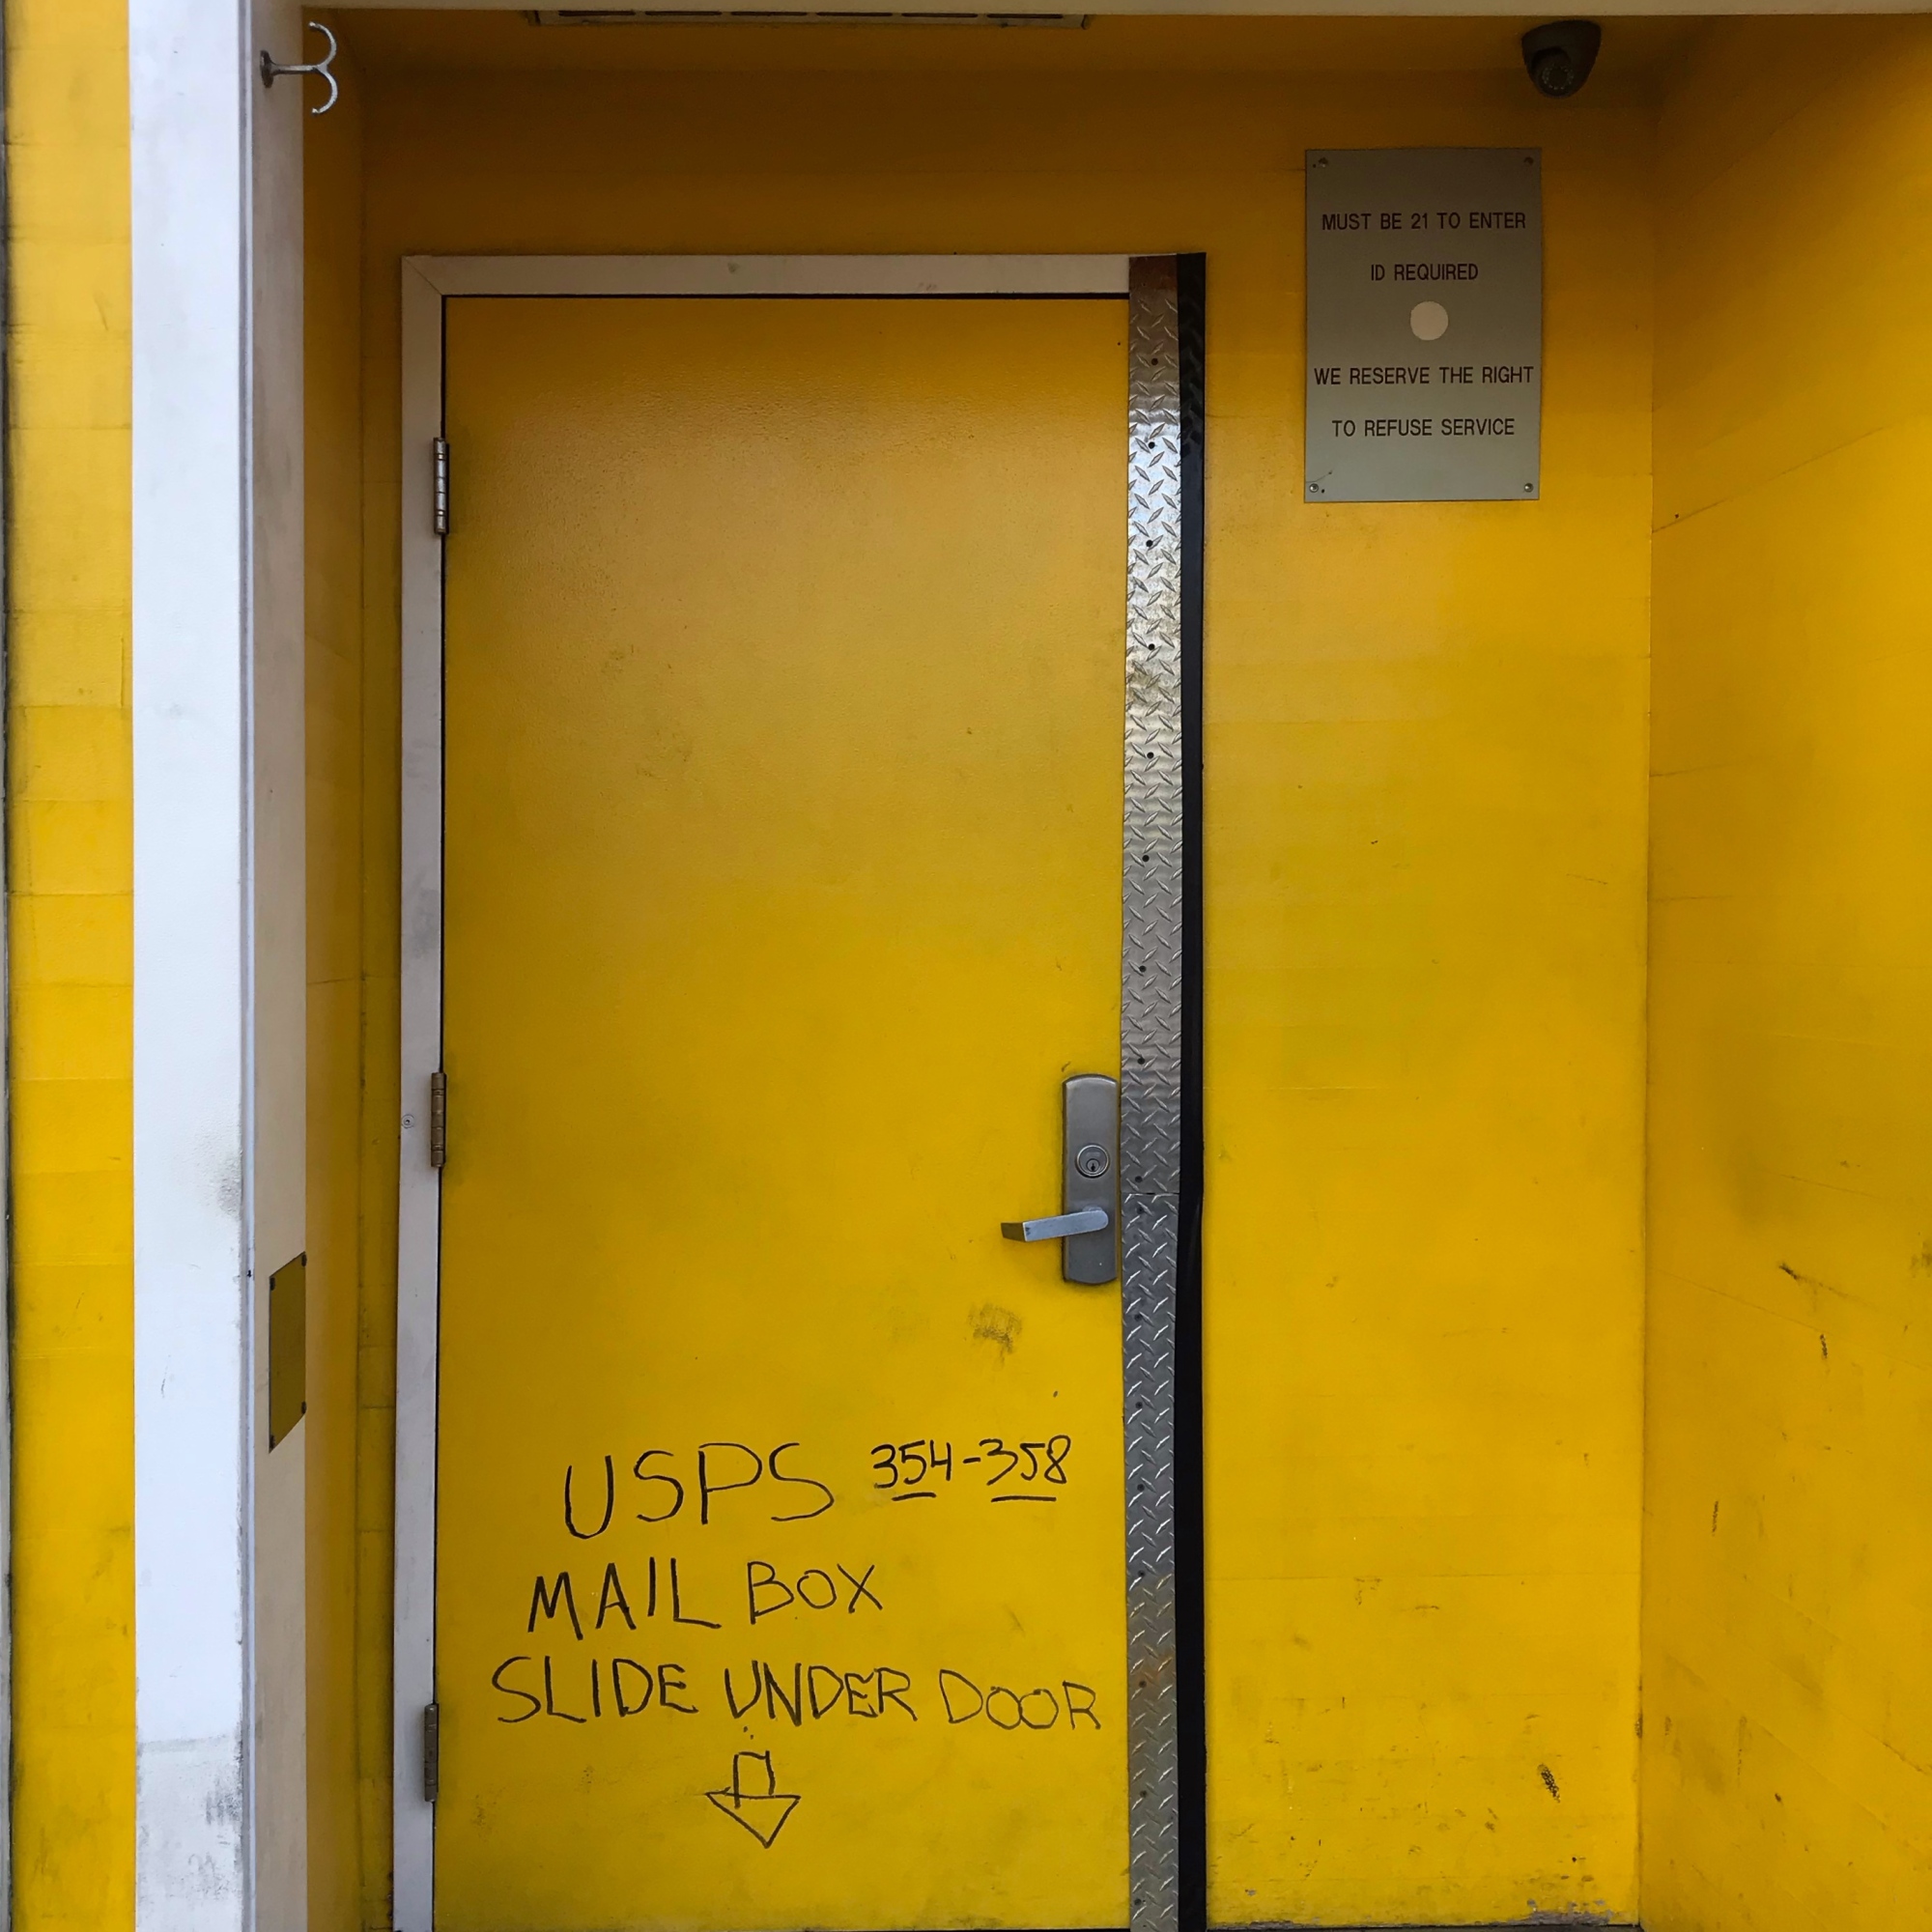 MUST BE 21 TO ENTER
ID REQUIRED
WE RESERVE THE RIGHT
TO REFUSE SERVICE
USPS 354-358
MAIL BOX
SLIDE UNDER DOOR